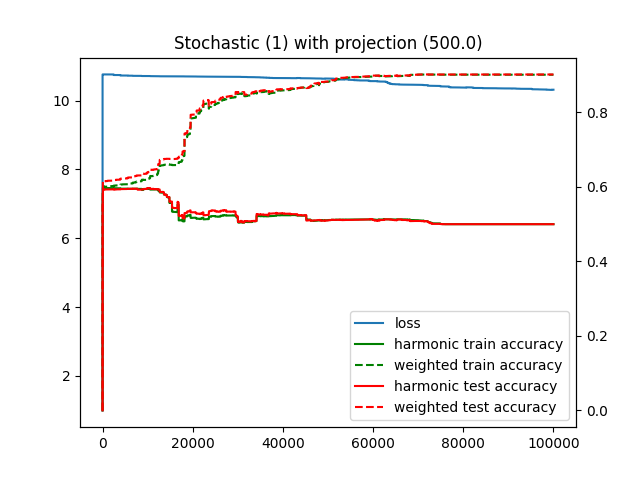 Stochastic (1) with projection (500.0)
10
8
6
4
2
0.8
0.6
0.4
0.2
0.0
loss
harmonic train accuracy
weighted train accuracy
harmonic test accuracy
weighted test accuracy
0 20000 40000 60000 80000 100000